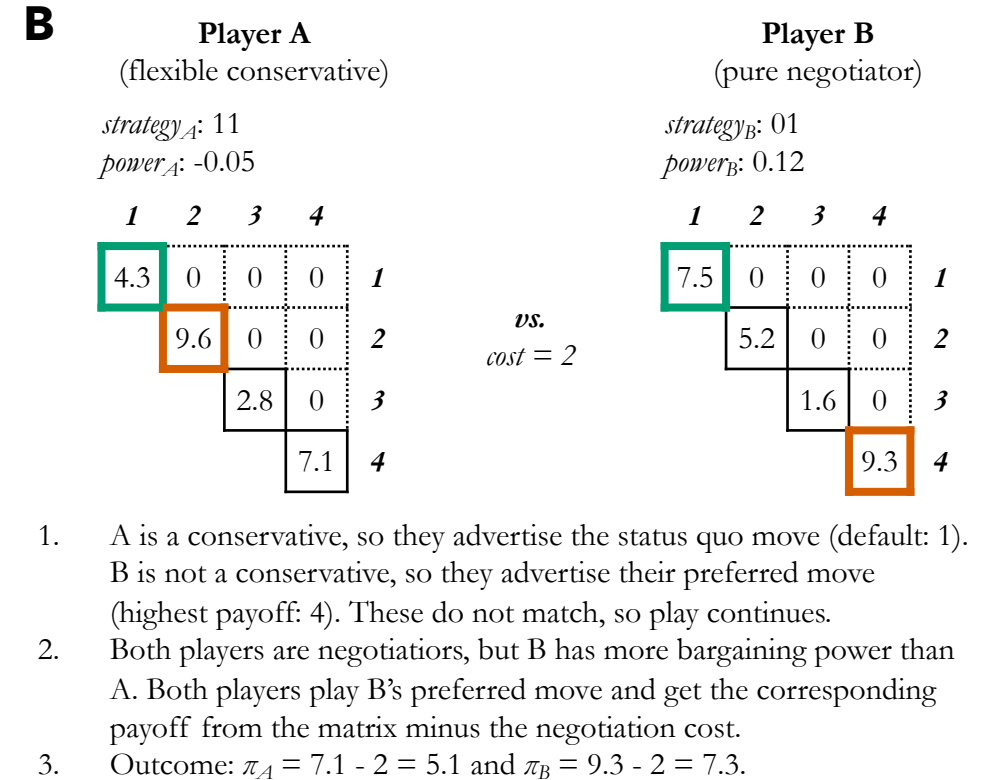 B
Player A Player B
(flexible conservative) (pure negotiator)
strategyA: 11 strategyB: 01
powerA: -0.05 powerB: 0.12
1 2 3 4 1 2 3 4
4.3 0 0 0 1 7.5 0 0 0 1
9.6 0 0 2 vs. 5.2 0 0 2
cost = 2
2.8 0 3 1.6 0 3
7.1 4 9.3 4
1. A is a conservative, so they advertise the status quo move (default: 1).
B is not a conservative, so they advertise their preferred move
(highest payoff: 4). These do not match, so play continues.
2. Both players are negotiatiors, but B has more bargaining power than
A. Both players play B’s preferred move and get the corresponding
payoff from the matrix minus the negotiation cost.
3. Outcome: πA = 7.1 - 2 = 5.1 and πB = 9.3 - 2 = 7.3.